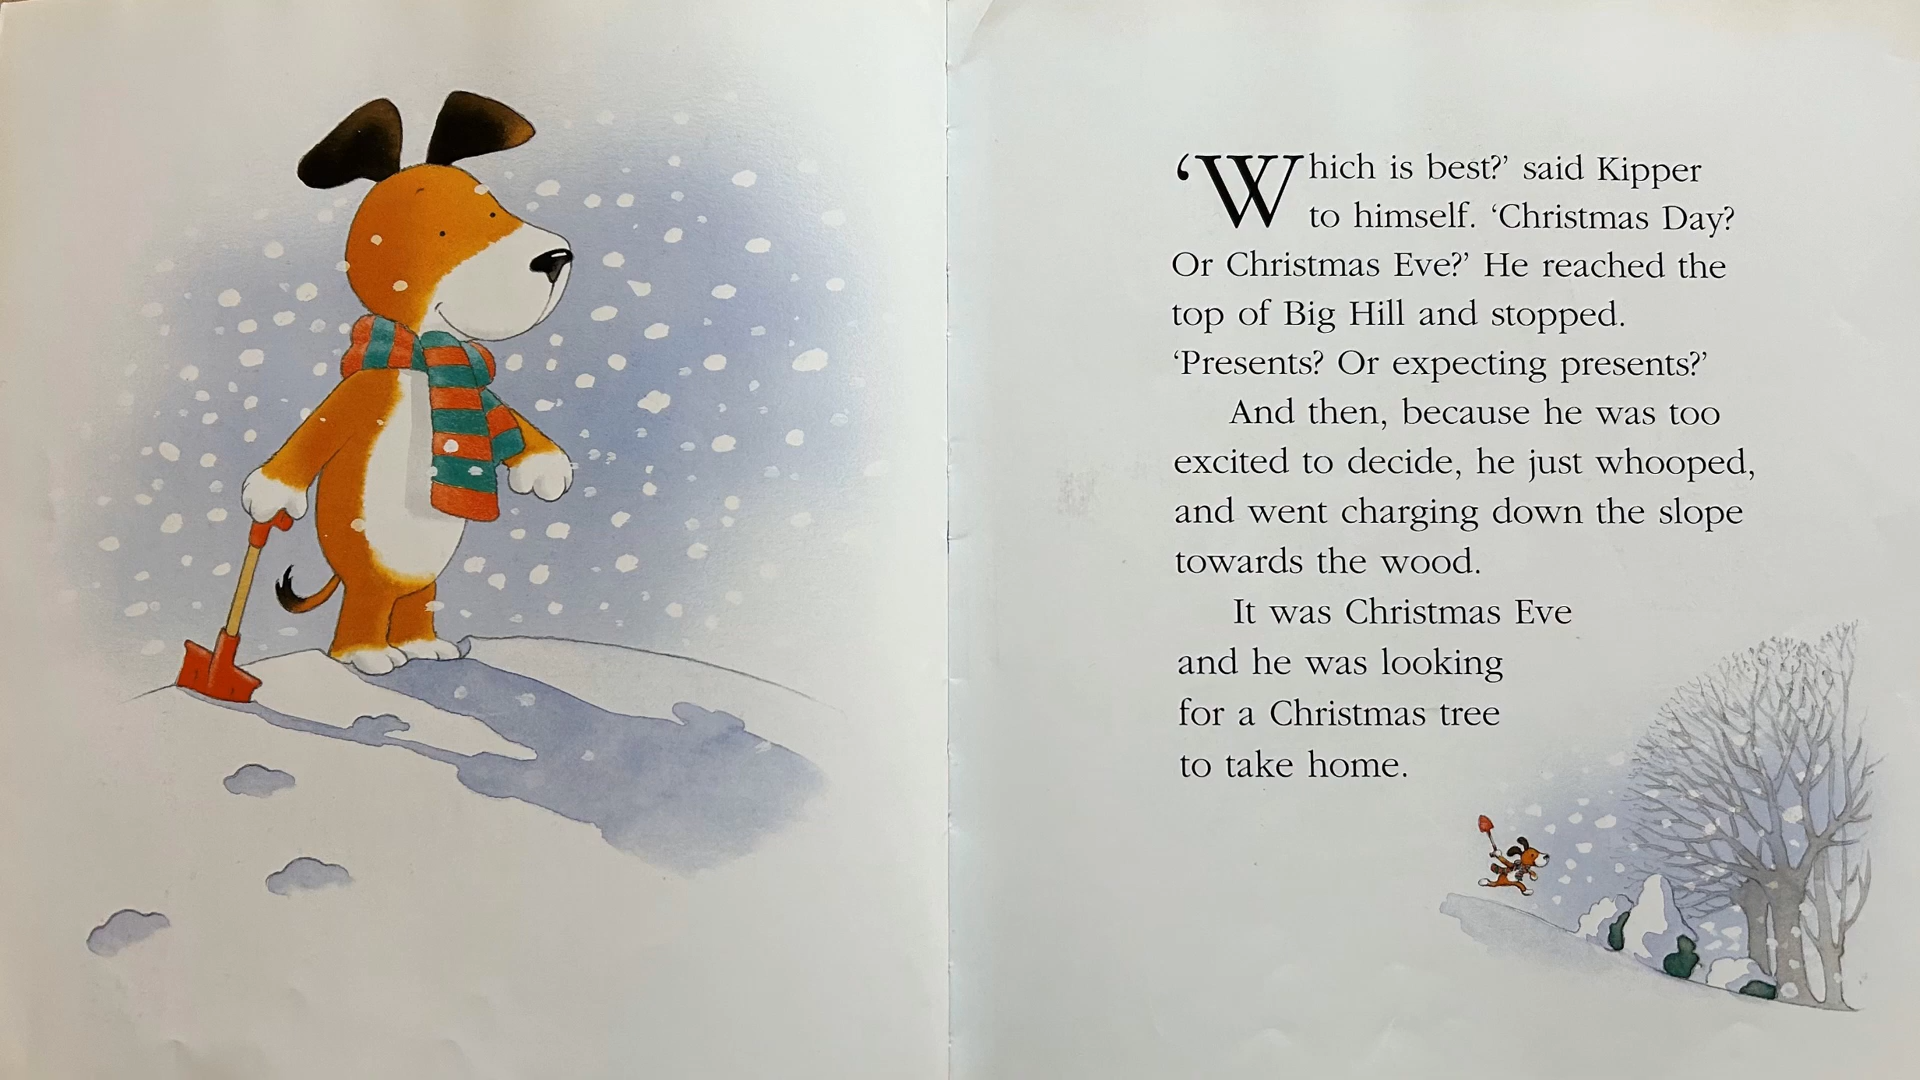 ‘Which is best?’ said Kipper
to himself. ‘Christmas Day?
Or Christmas Eve?’ He reached the
top of Big Hill and stopped.
‘Presents? Or expecting presents?’
And then, because he was too
excited to decide, he just whooped,
and went charging down the slope
towards the wood.
It was Christmas Eve
and he was looking
for a Christmas tree
to take home.